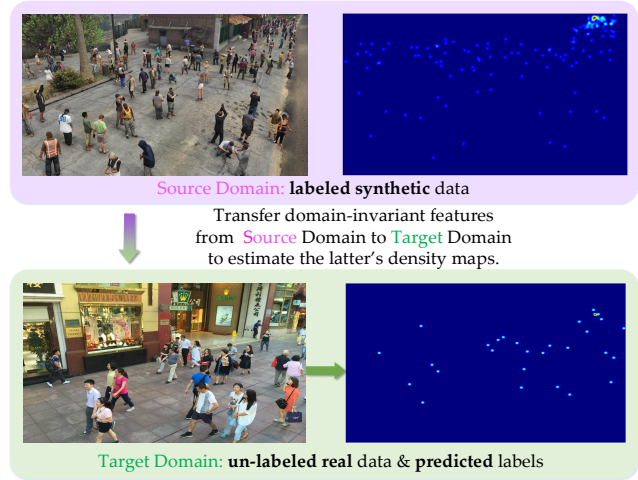 Source Domain: labeled synthetic data
Transfer domain-invariant features
from Source Domain to Target Domain
to estimate the latter's density maps.
Target Domain: un-labeled real data & predicted labels